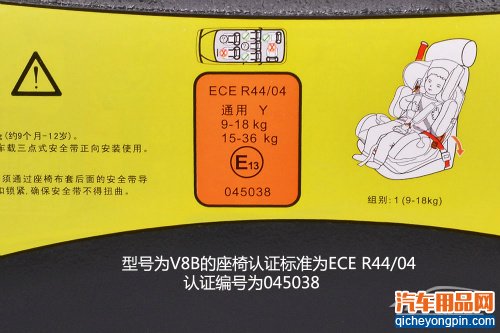 ECE R44/04
通用 Y
9-18 kg
15-36 kg
E13
045038
(约9个月-12岁)。
车载三点式安全带正向安装使用。
须通过座椅布套后面的安全带导
和锁紧,确保安全带不得扭曲。
组别:1 (9-18kg)
型号为V8B的座椅认证标准为ECE R44/04
认证编号为045038
汽车用品网
qicheyongpin.com